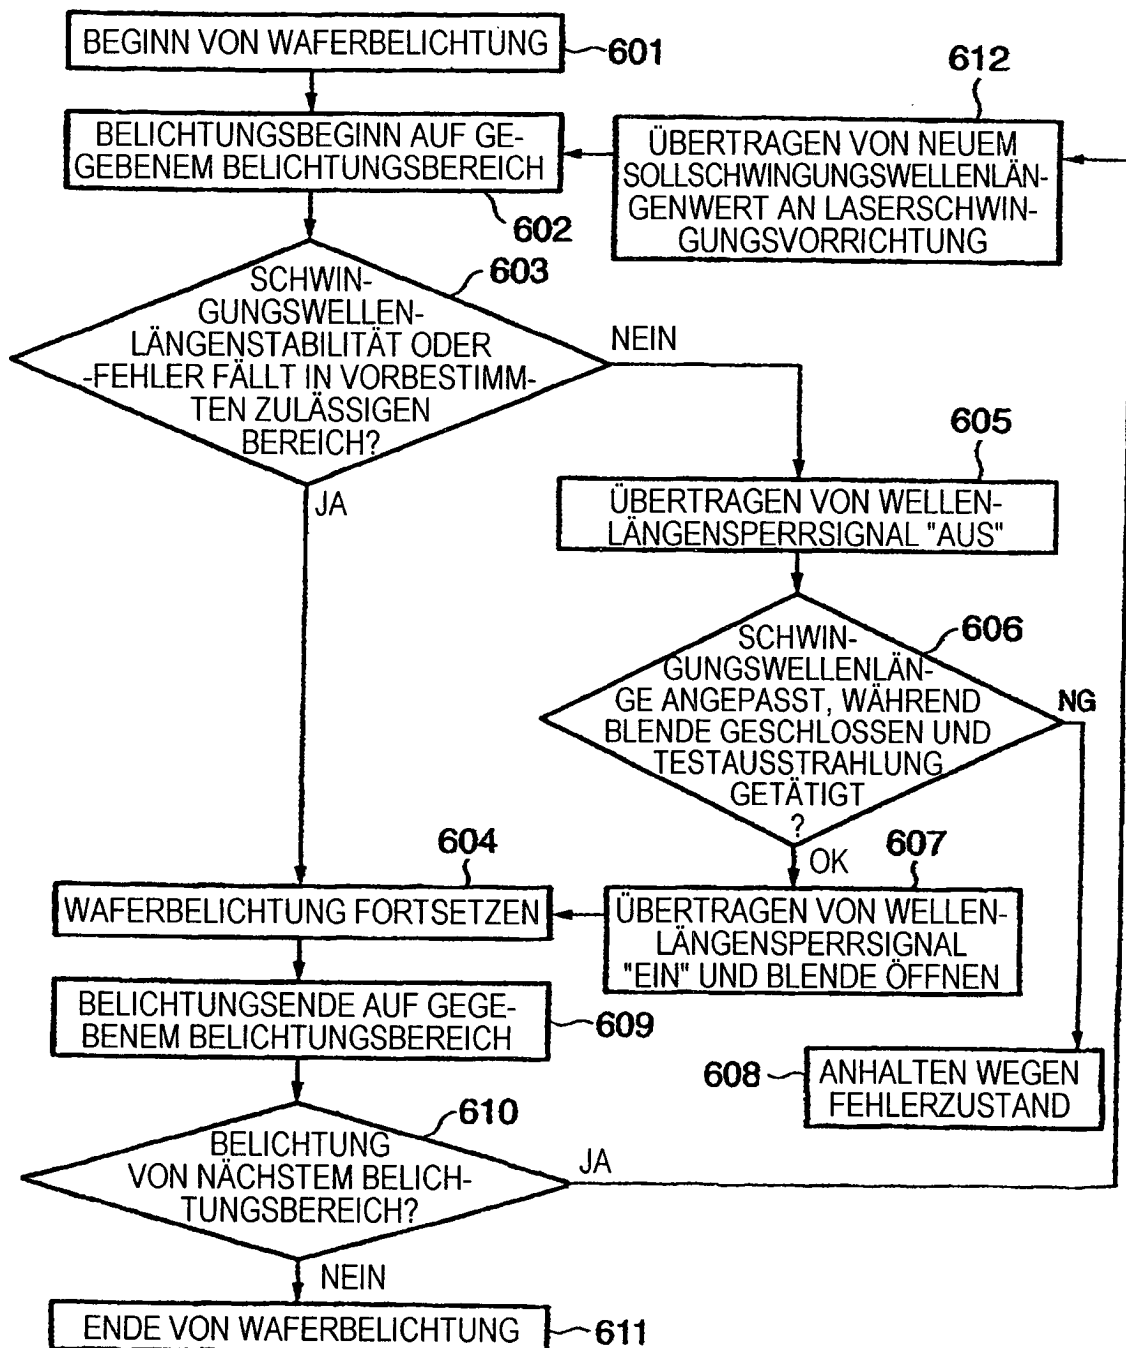 BEGINN VON WAFERBELICHTUNG
601
612
BELICHTUNGSBEGINN AUF GE-
GEBENEM BELICHTUNGSBEREICH
602
ÜBERTRAGEN VON NEUEM
SOLLSCHWINGUNGSWELLENLÄN-
GENWERT AN LASERSCHWIN-
GUNGSVORRICHTUNG
603
SCHWIN-
GUNGSWELLEN-
LÄNGENSTABILITÄT ODER
-FEHLER FÄLLT IN VORBESTIMM-
TEN ZULÄSSIGEN
BEREICH?
NEIN
JA
605
ÜBERTRAGEN VON WELLEN-
LÄNGENSPERRSIGNAL "AUS"
606
SCHWIN-
GUNGSWELLENLÄN-
GE ANGEPASST, WÄHREND
BLENDE GESCHLOSSEN UND
TESTAUSSTRAHLUNG
GETÄTIGT
?
NG
OK
604
WAFERBELICHTUNG FORTSETZEN
607
ÜBERTRAGEN VON WELLEN-
LÄNGENSPERRSIGNAL
"EIN" UND BLENDE ÖFFNEN
BELICHTUNGSENDE AUF GEGE-
BENEM BELICHTUNGSBEREICH
609
608
ANHALTEN WEGEN
FEHLERZUSTAND
610
BELICHTUNG
VON NÄCHSTEM BELICH-
TUNGSBEREICH?
JA
NEIN
ENDE VON WAFERBELICHTUNG
611